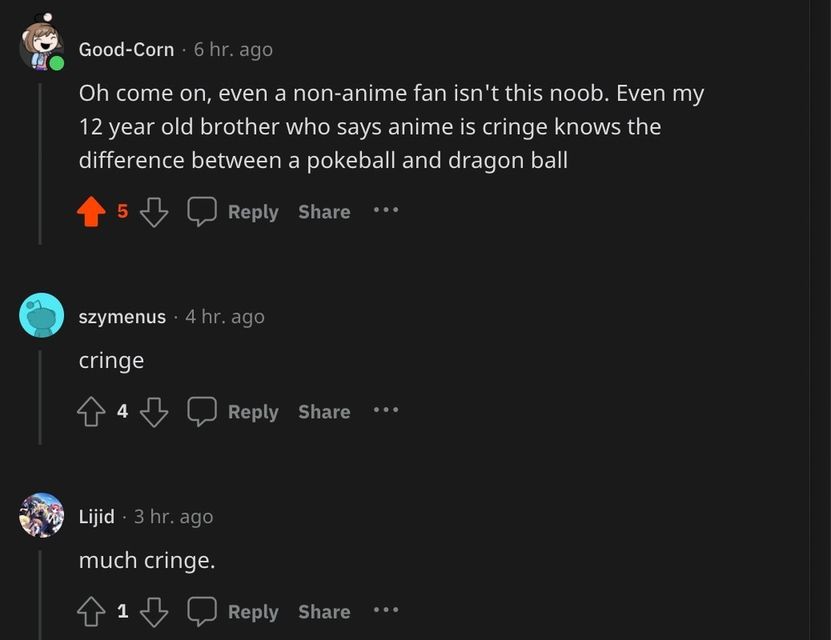 Good-Corn · 6 hr. ago
Oh come on, even a non-anime fan isn't this noob. Even my
12 year old brother who says anime is cringe knows the
difference between a pokeball and dragon ball
5 Reply Share ...
szymenus · 4 hr. ago
cringe
4 Reply Share ...
Lijid · 3 hr. ago
much cringe.
1 Reply Share ...